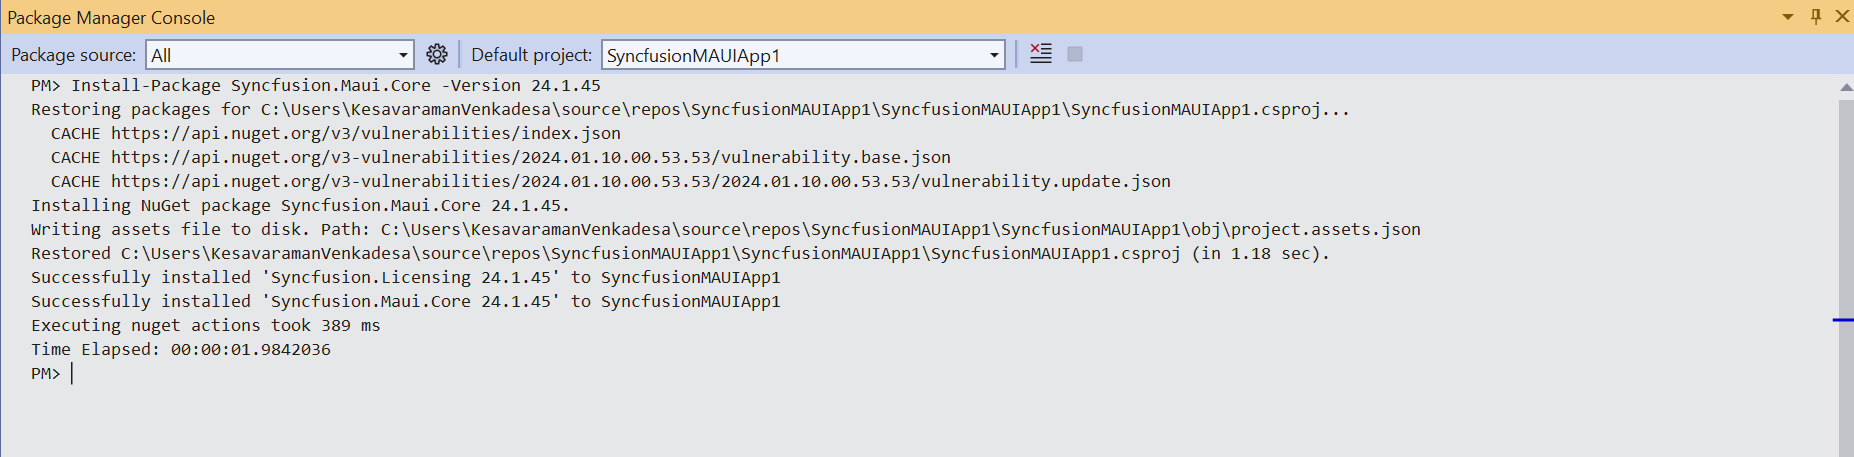 Package Manager Console
Package source: All Default project: SyncfusionMAUIApp1
PM> Install-Package Syncfusion.Maui.Core -Version 24.1.45
Restoring packages for C:\Users\KesavaramanVenkadesa\source\repos\SyncfusionMAUIApp1\SyncfusionMAUIApp1\SyncfusionMAUIApp1.csproj...
  CACHE https://api.nuget.org/v3/vulnerabilities/index.json
  CACHE https://api.nuget.org/v3-vulnerabilities/2024.01.10.00.53.53/vulnerability.base.json
  CACHE https://api.nuget.org/v3-vulnerabilities/2024.01.10.00.53.53/2024.01.10.00.53.53/vulnerability.update.json
Installing NuGet package Syncfusion.Maui.Core 24.1.45.
Writing assets file to disk. Path: C:\Users\KesavaramanVenkadesa\source\repos\SyncfusionMAUIApp1\SyncfusionMAUIApp1\obj\project.assets.json
Restored C:\Users\KesavaramanVenkadesa\source\repos\SyncfusionMAUIApp1\SyncfusionMAUIApp1\SyncfusionMAUIApp1.csproj (in 1.18 sec).
Successfully installed 'Syncfusion.Licensing 24.1.45' to SyncfusionMAUIApp1
Successfully installed 'Syncfusion.Maui.Core 24.1.45' to SyncfusionMAUIApp1
Executing nuget actions took 389 ms
Time Elapsed: 00:00:01.9842036
PM>